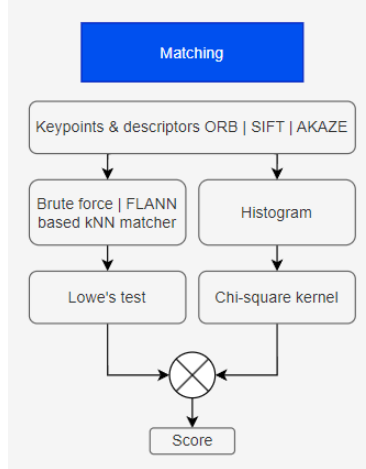 Matching
Keypoints & descriptors ORB | SIFT | AKAZE
Brute force | FLANN
based kNN matcher
Histogram
Lowe's test
Chi-square kernel
Score